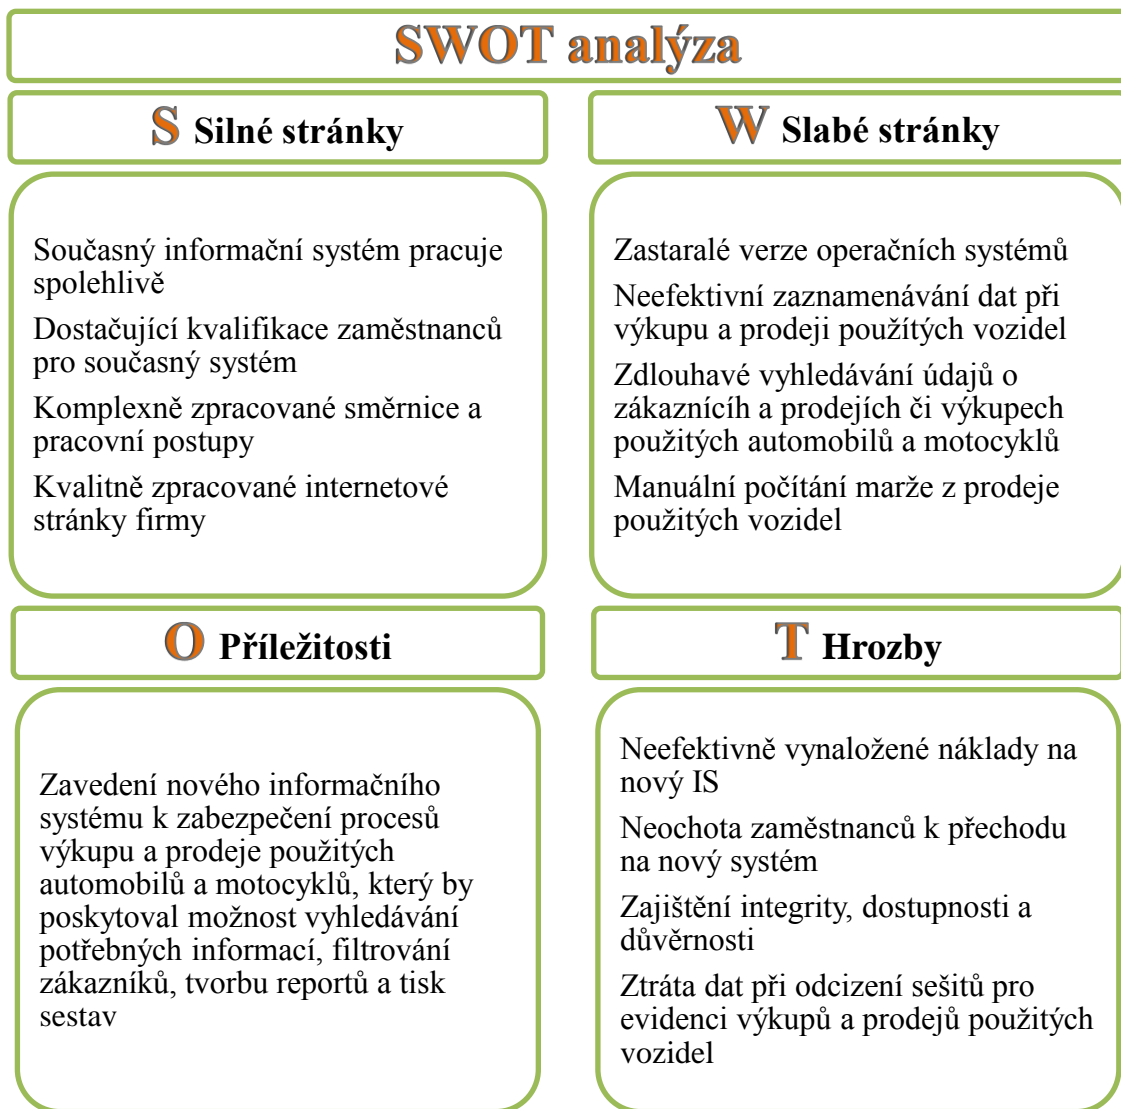 SWOT analýza
S Silné stránky
Současný informační systém pracuje
spolehlivě
Dostačující kvalifikace zaměstnanců
pro současný systém
Komplexně zpracované směrnice a
pracovní postupy
Kvalitně zpracované internetové
stránky firmy
W Slabé stránky
Zastaralé verze operačních systémů
Neefektivní zaznamenávání dat při
výkupu a prodeji použítých vozidel
Zdlouhavé vyhledávání údajů o
zákaznícíh a prodejích či výkupech
použitých automobilů a motocyklů
Manuální počítání marže z prodeje
použitých vozidel
O Příležitosti
Zavedení nového informačního
systému k zabezpečení procesů
výkupu a prodeje použitých
automobilů a motocyklů, který by
poskytoval možnost vyhledávání
potřebných informací, filtrování
zákazníků, tvorbu reportů a tisk
sestav
T Hrozby
Neefektivně vynaložené náklady na
nový IS
Neochota zaměstnanců k přechodu
na nový systém
Zajištění integrity, dostupnosti a
důvěrnosti
Ztráta dat při odcizení sešitů pro
evidenci výkupů a prodejů použitých
vozidel